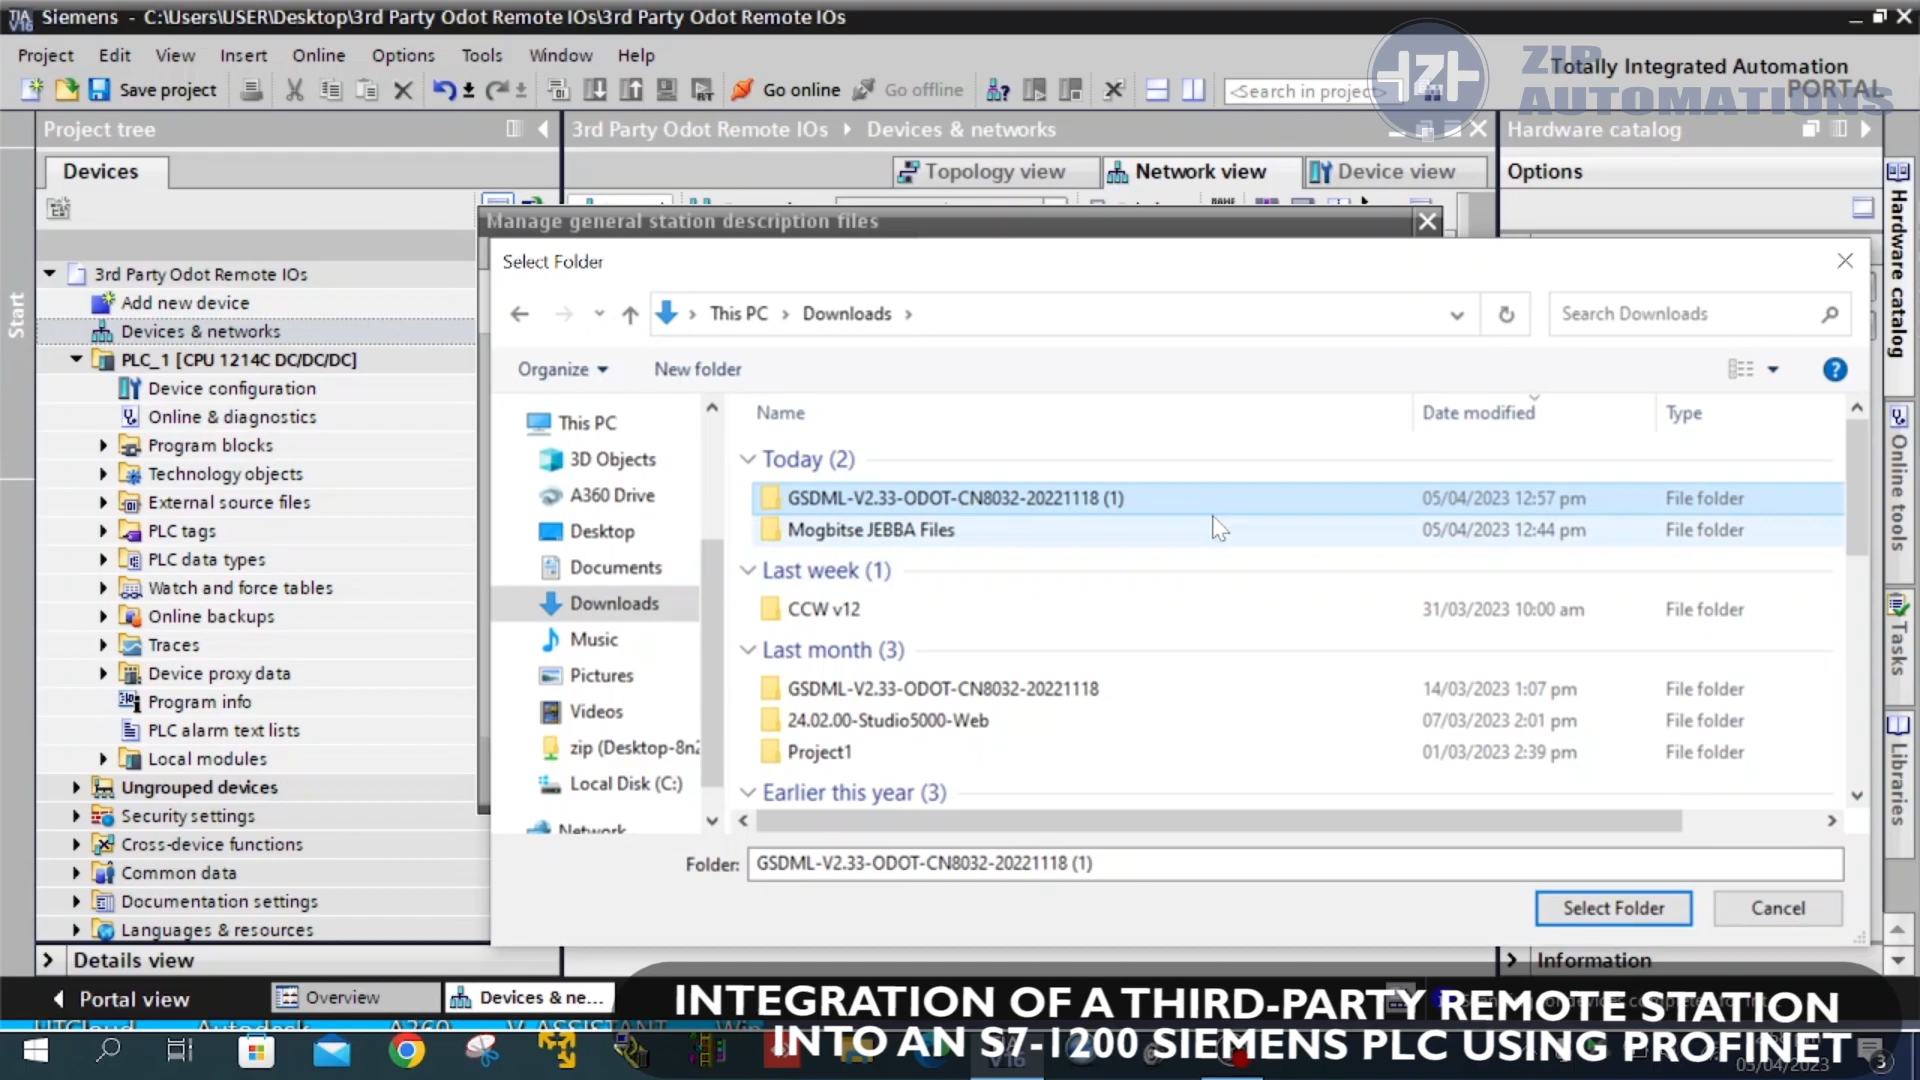 Siemens - C:\Users\USER\Desktop\3rd Party Odot Remote IOs\3rd Party Odot Remote IOs
Project Edit View Insert Online Options Tools Window Help
Save project
Go online
Go offline
<Search in project>
Totally Integrated Automation
PORTAL
ZIP
AUTOMATIONS
Project tree
3rd Party Odot Remote IOs
Devices & networks
Hardware catalog
Devices
Topology view
Network view
Device view
Options
Manage general station description files
Select Folder
This PC
Downloads
Search Downloads
Organize
New folder
Start
3rd Party Odot Remote IOs
Add new device
Devices & networks
PLC_1 [CPU 1214C DC/DC/DC]
Device configuration
Online & diagnostics
Program blocks
Technology objects
External source files
PLC tags
PLC data types
Watch and force tables
Online backups
Traces
Device proxy data
Program info
PLC alarm text lists
Local modules
Ungrouped devices
Security settings
Cross-device functions
Common data
Documentation settings
Languages & resources
Details view
This PC
3D Objects
A360 Drive
Desktop
Documents
Downloads
Music
Pictures
Videos
zip (Desktop-8n2
Local Disk (C:)
Network
Name Date modified Type
Today (2)
GSDML-V2.33-ODOT-CN8032-20221118 (1) 05/04/2023 12:57 pm File folder
Mogbitse JEBBA Files 05/04/2023 12:44 pm File folder
Last week (1)
CCW v12 31/03/2023 10:00 am File folder
Last month (3)
GSDML-V2.33-ODOT-CN8032-20221118 14/03/2023 1:07 pm File folder
24.02.00-Studio5000-Web 07/03/2023 2:01 pm File folder
Project1 01/03/2023 2:39 pm File folder
Earlier this year (3)
Folder: GSDML-V2.33-ODOT-CN8032-20221118 (1)
Select Folder
Cancel
Hardware catalog
Online tools
Tasks
Libraries
Information
Portal view
Overview
Devices & ne...
INTEGRATION OF A THIRD-PARTY REMOTE STATION
INTO AN S7-1200 SIEMENS PLC USING PROFINET
05/04/2023
3